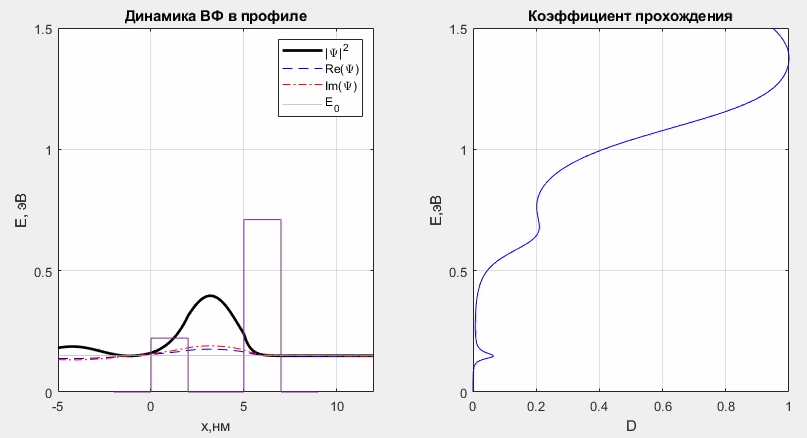 Динамика ВФ в профиле
1.5
1
0.5
0
E, эВ
-5
0
5
10
x,нм
|Ψ|²
Re(Ψ)
Im(Ψ)
E₀
Коэффициент прохождения
1.5
1
0.5
0
E,эВ
0
0.2
0.4
0.6
0.8
1
D